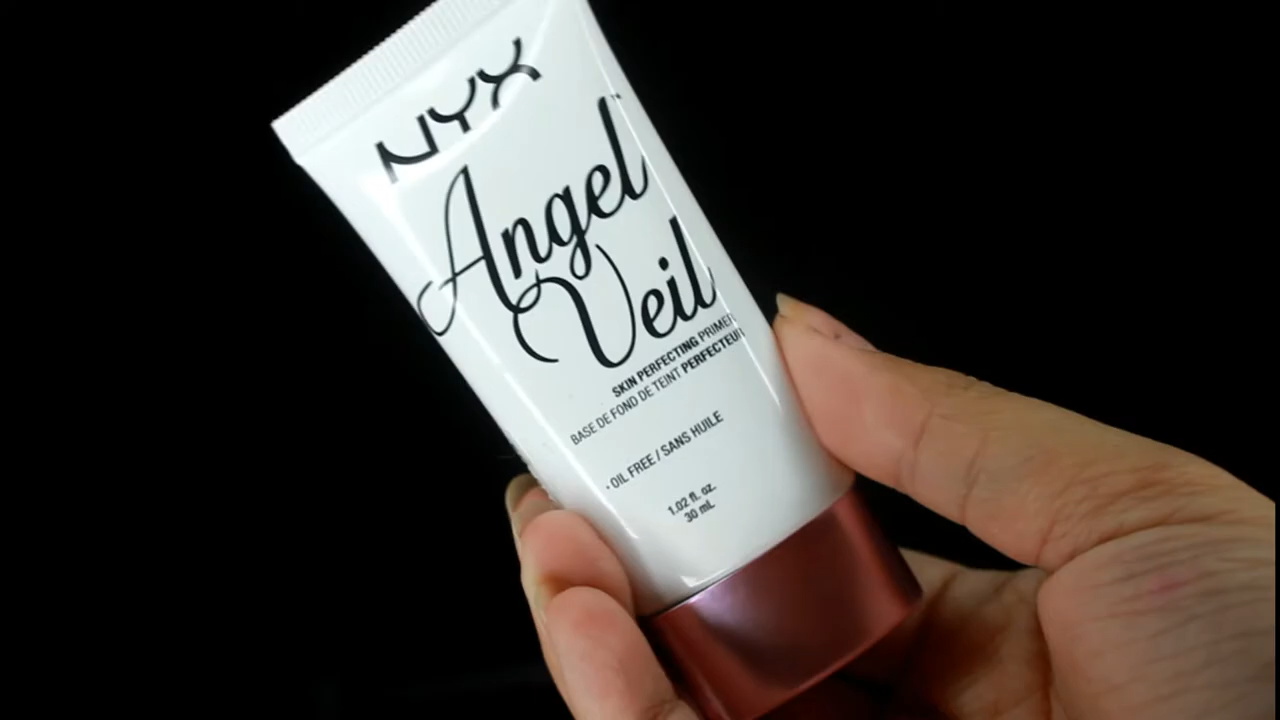 NYX
Angel™
Veil
SKIN PERFECTING PRIMER
BASE DE FOND DE TEINT PERFECTEUR
• OIL FREE / SANS HUILE
1.02 fl. oz.
30 mL